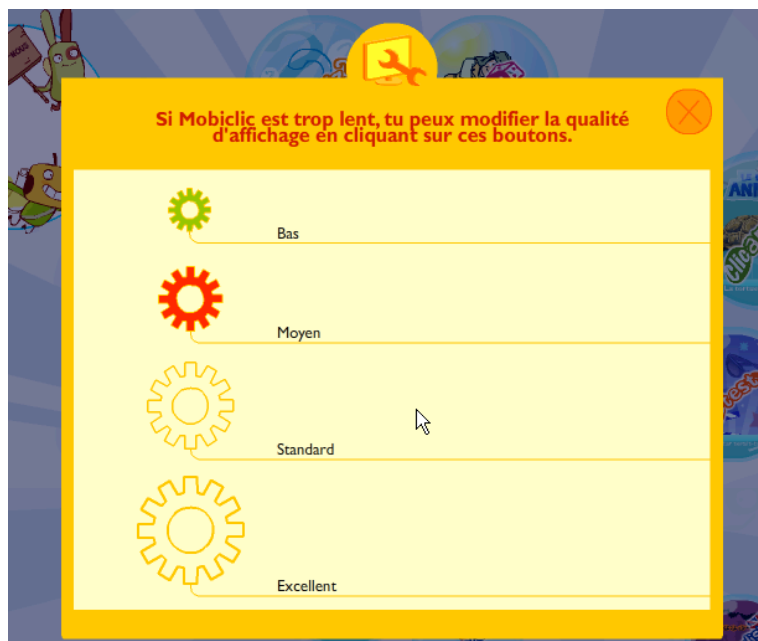 Si Mobiclic est trop lent, tu peux modifier la qualité
d'affichage en cliquant sur ces boutons.
Bas
Moyen
Standard
Excellent